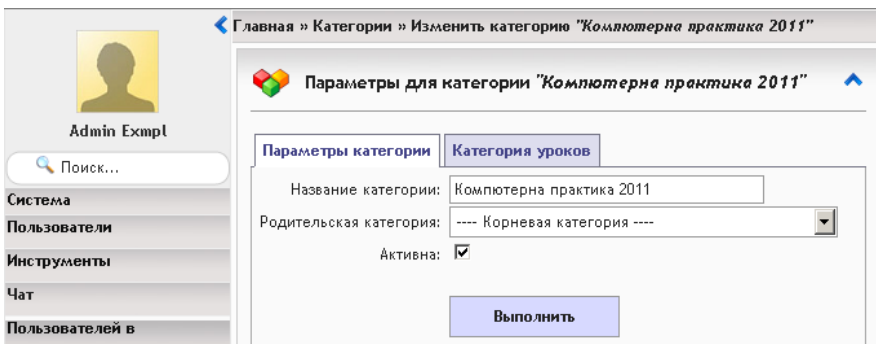 Главная » Категории » Изменить категорию "Компютерна практика 2011"
Admin Exmpl
Поиск...
Система
Пользователи
Инструменты
Чат
Пользователей в
Параметры для категории "Компютерна практика 2011"
Параметры категории Категория уроков
Название категории: Компютерна практика 2011
Родительская категория: ---- Корневая категория ----
Активна:
Выполнить